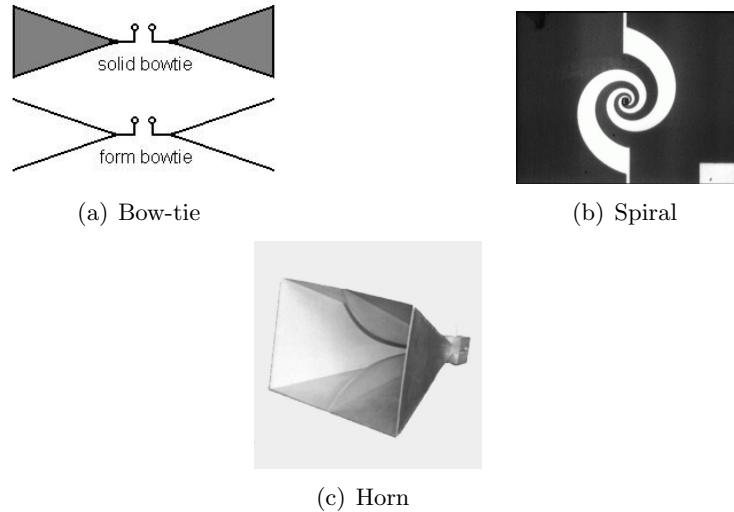 solid bowtie
form bowtie
(a) Bow-tie
(b) Spiral
(c) Horn